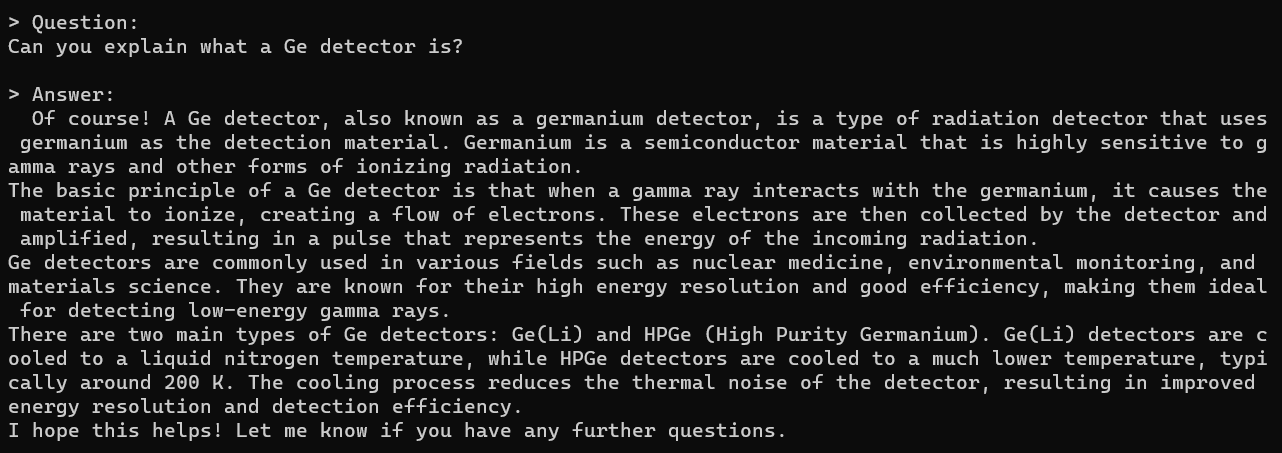 > Question:
Can you explain what a Ge detector is?
> Answer:
Of course! A Ge detector, also known as a germanium detector, is a type of radiation detector that uses
germanium as the detection material. Germanium is a semiconductor material that is highly sensitive to g
amma rays and other forms of ionizing radiation.
The basic principle of a Ge detector is that when a gamma ray interacts with the germanium, it causes the
material to ionize, creating a flow of electrons. These electrons are then collected by the detector and
amplified, resulting in a pulse that represents the energy of the incoming radiation.
Ge detectors are commonly used in various fields such as nuclear medicine, environmental monitoring, and
materials science. They are known for their high energy resolution and good efficiency, making them ideal
for detecting low-energy gamma rays.
There are two main types of Ge detectors: Ge(Li) and HPGe (High Purity Germanium). Ge(Li) detectors are c
ooled to a liquid nitrogen temperature, while HPGe detectors are cooled to a much lower temperature, typi
cally around 200 K. The cooling process reduces the thermal noise of the detector, resulting in improved
energy resolution and detection efficiency.
I hope this helps! Let me know if you have any further questions.